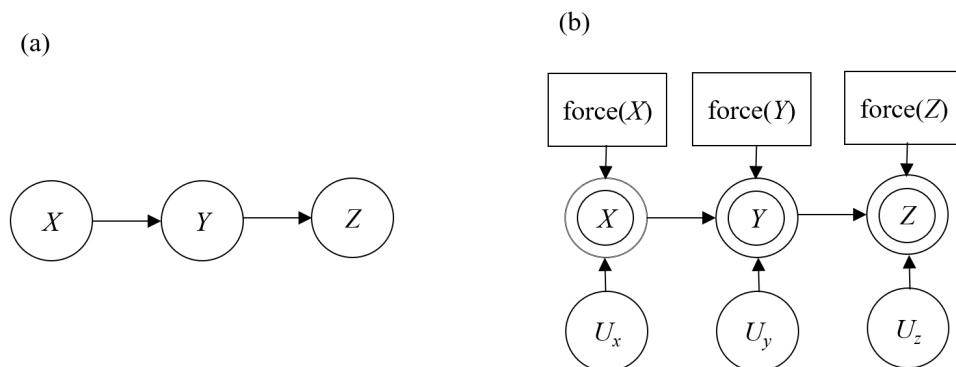 (a)
X
Y
Z
(b)
force(X)
force(Y)
force(Z)
X
Y
Z
Ux
Uy
Uz